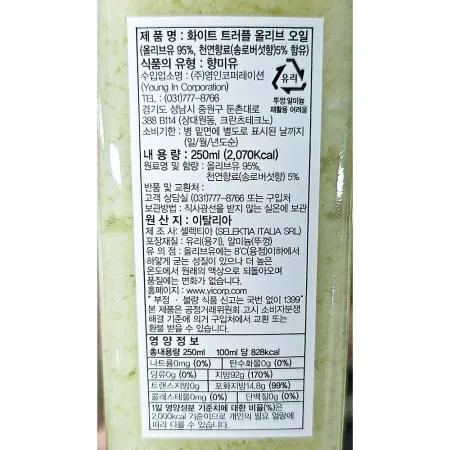 제 품 명 : 화이트 트러플 올리브 오일
(올리브유 95%, 천연향료(송로버섯향)5% 함유)
식품의 유형 : 향미유
수입업소명 : (주)영인코퍼레이션
(Young In Corporation)
TEL : (031)777-8766
경기도 성남시 중원구 둔촌대로
388 B114 (상대원동, 크란츠테크노)
소비기한 : 병 밑면에 별도로 표시된 날까지
(일/월/년도순)
유리
뚜껑:알미늄
재활용 어려움
내 용 량 : 250ml (2,070Kcal)
원료명 및 함량 : 올리브유 95%,
천연향료(송로버섯향) 5%
반품 및 교환처 :
고객 상담실 (031)777-8766 또는 구입처
보관방법 : 직사광선을 받지 않는 실온에 보관
원 산 지 : 이탈리아
제 조 사 : 셀렉티아 (SELEKTIA ITALIA SRL)
포장재질 : 유리(용기), 알미늄(뚜껑)
유 의 점 : 올리브유에는 8℃(융점)이하에서
하얗게 굳는 성질이 있으나 더 높은
온도에서 원래의 액상으로 되돌아오며
품질에는 변화가 없습니다.
홈페이지 : www.yicorp.com
"부정 · 불량 식품 신고는 국번 없이 1399"
본 제품은 공정거래위원회 고시 소비자분쟁
해결 기준에 의거 구입처에서 교환 또는
환불 받을 수 있습니다.
영 양 정 보
총내용량 250ml 100ml 당 828kcal
나트륨0mg (0%) 탄수화물0g (0%)
당류0g (0%) 지방92g (170%)
트랜스지방0g 포화지방14.8g (99%)
콜레스테롤0mg (0%) 단백질0g (0%)
1일 영양성분 기준치에 대한 비율(%)은
2,000kcal 기준이므로 개인의 필요 열량에
따라 다를 수 있습니다.